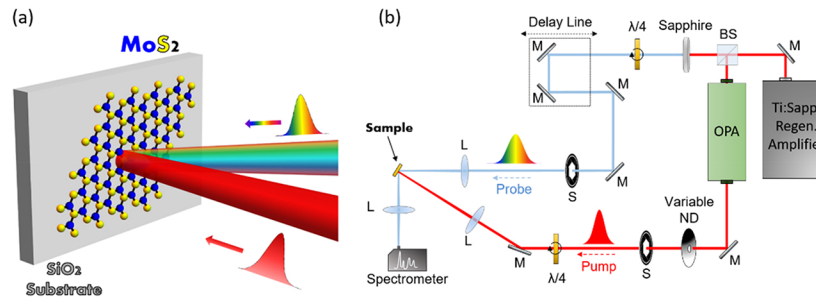 (a)
MoS2
SiO2
Substrate
(b)
Delay Line
λ/4
Sapphire
BS
M
M
M
M
Ti:Sapp
Regen.
Amplifie
OPA
Sample
L
Probe
S
M
M
L
L
Variable
ND
Spectrometer
M
λ/4
Pump
S
M